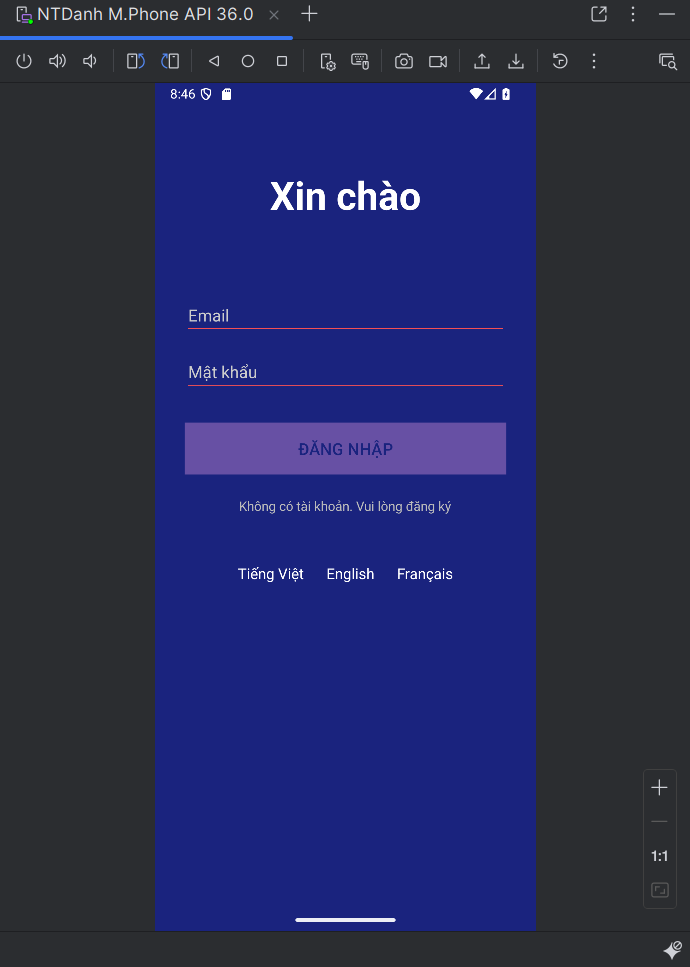 NTDanh M.Phone API 36.0
8:46
Xin chào
Email
Mật khẩu
ĐĂNG NHẬP
Không có tài khoản. Vui lòng đăng ký
Tiếng Việt English Français
1:1